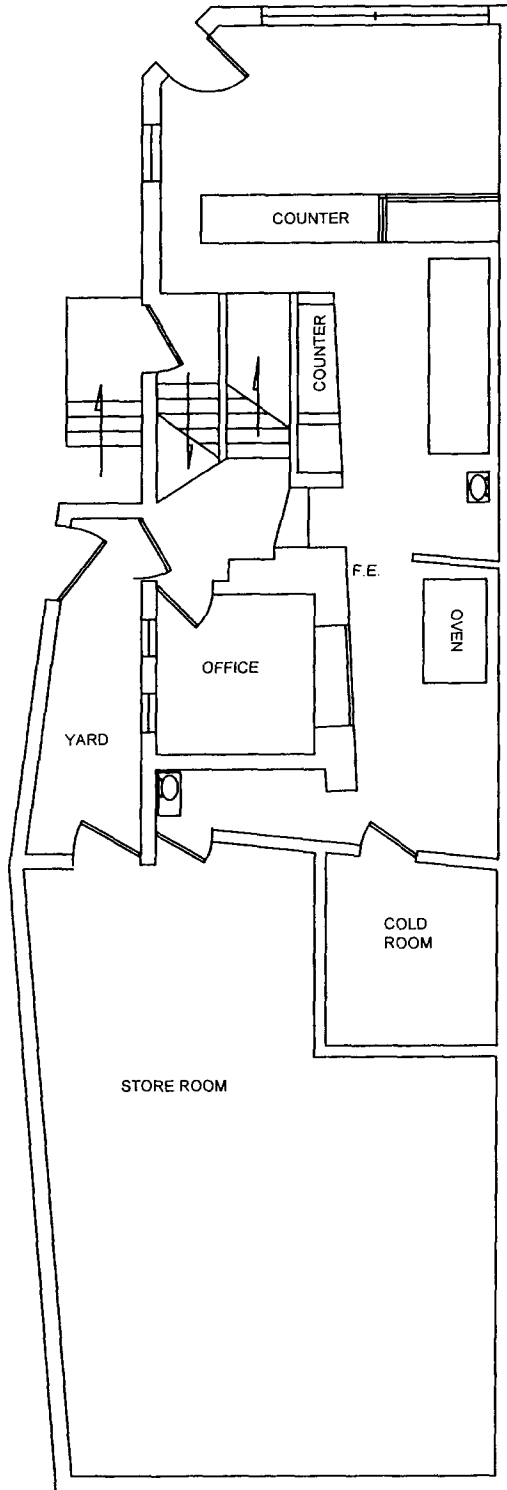 COUNTER
COUNTER
F.E.
OVEN
OFFICE
YARD
COLD
ROOM
STORE ROOM